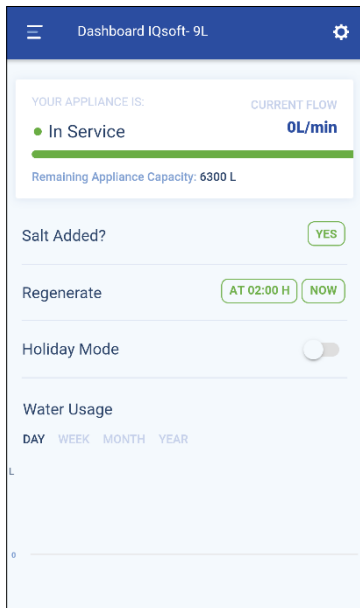 Dashboard IQsoft- 9L
YOUR APPLIANCE IS:
CURRENT FLOW
In Service
0L/min
Remaining Appliance Capacity: 6300 L
Salt Added?
YES
Regenerate
AT 02:00 H
NOW
Holiday Mode
Water Usage
DAY WEEK MONTH YEAR
L
0